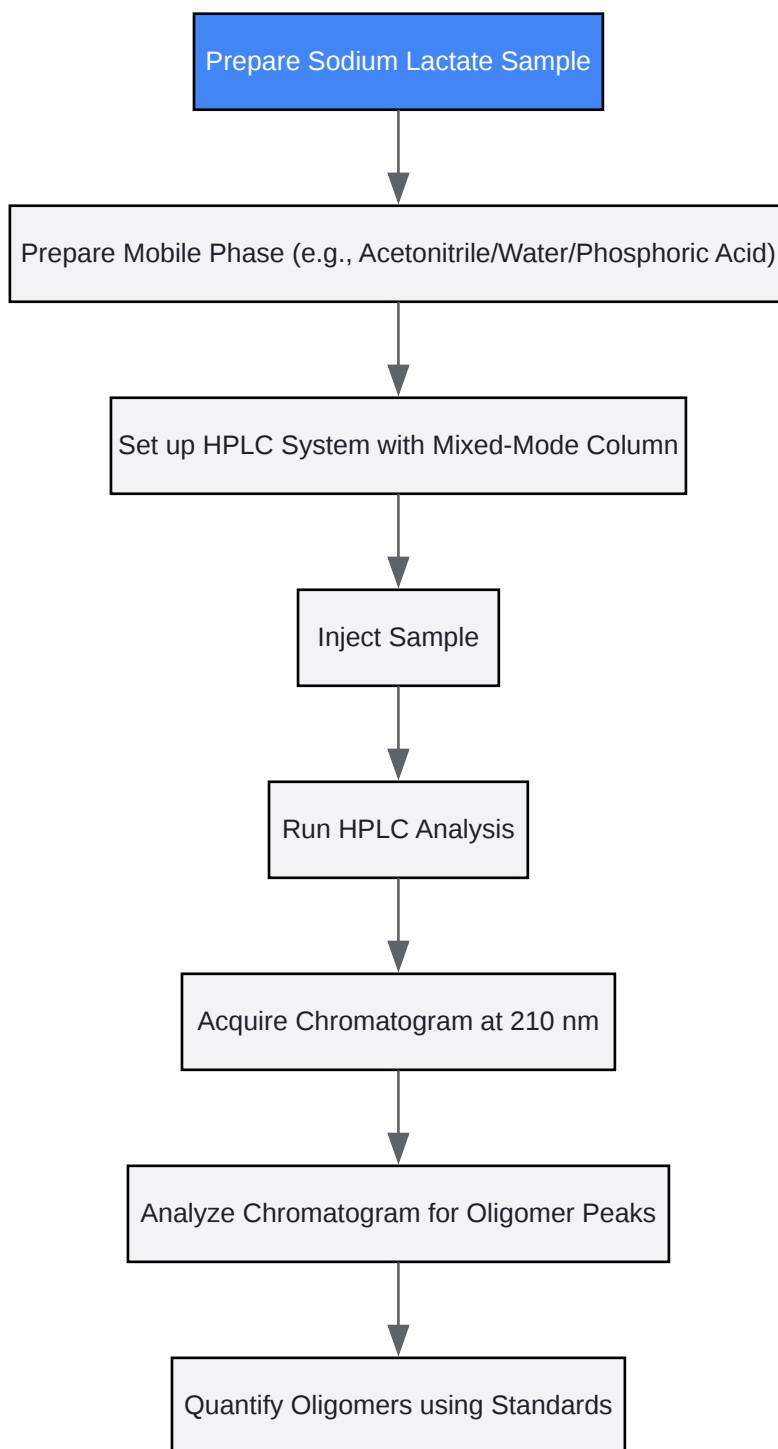 Prepare Sodium Lactate Sample
Prepare Mobile Phase (e.g., Acetonitrile/Water/Phosphoric Acid)
Set up HPLC System with Mixed-Mode Column
Inject Sample
Run HPLC Analysis
Acquire Chromatogram at 210 nm
Analyze Chromatogram for Oligomer Peaks
Quantify Oligomers using Standards